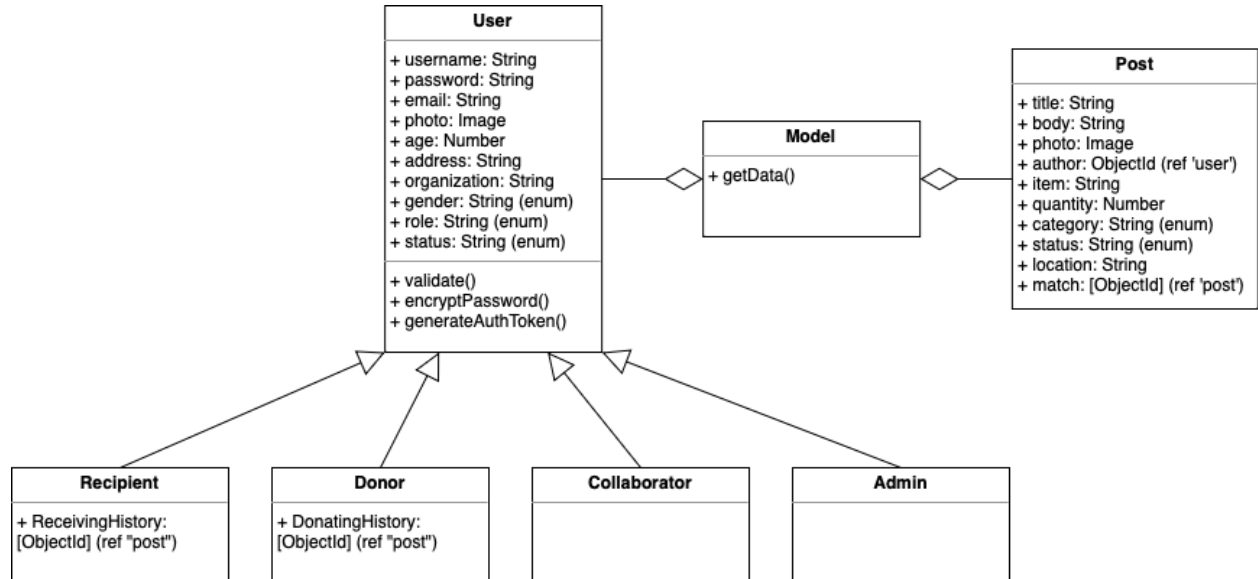 User
+ username: String
+ password: String
+ email: String
+ photo: Image
+ age: Number
+ address: String
+ organization: String
+ gender: String (enum)
+ role: String (enum)
+ status: String (enum)
+ validate()
+ encryptPassword()
+ generateAuthToken()
Model
+ getData()
Post
+ title: String
+ body: String
+ photo: Image
+ author: ObjectId (ref 'user')
+ item: String
+ quantity: Number
+ category: String (enum)
+ status: String (enum)
+ location: String
+ match: [ObjectId] (ref 'post')
Recipient
+ ReceivingHistory:
[ObjectId] (ref "post")
Donor
+ DonatingHistory:
[ObjectId] (ref "post")
Collaborator
Admin